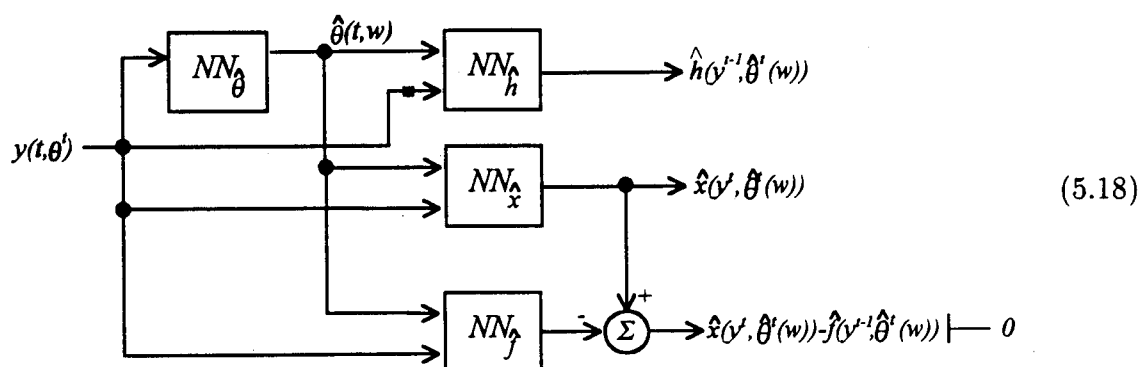 θ̂(t,w)
NN_θ̂
NN_ĥ
ĥ(y^{t-1},θ̂^t(w))
y(t,θ^t)
NN_x̂
x̂(y^t,θ̂^t(w))
(5.18)
+
NN_f̂
-
Σ
x̂(y^t,θ̂^t(w))-f̂(y^{t-1},θ̂^t(w))
0